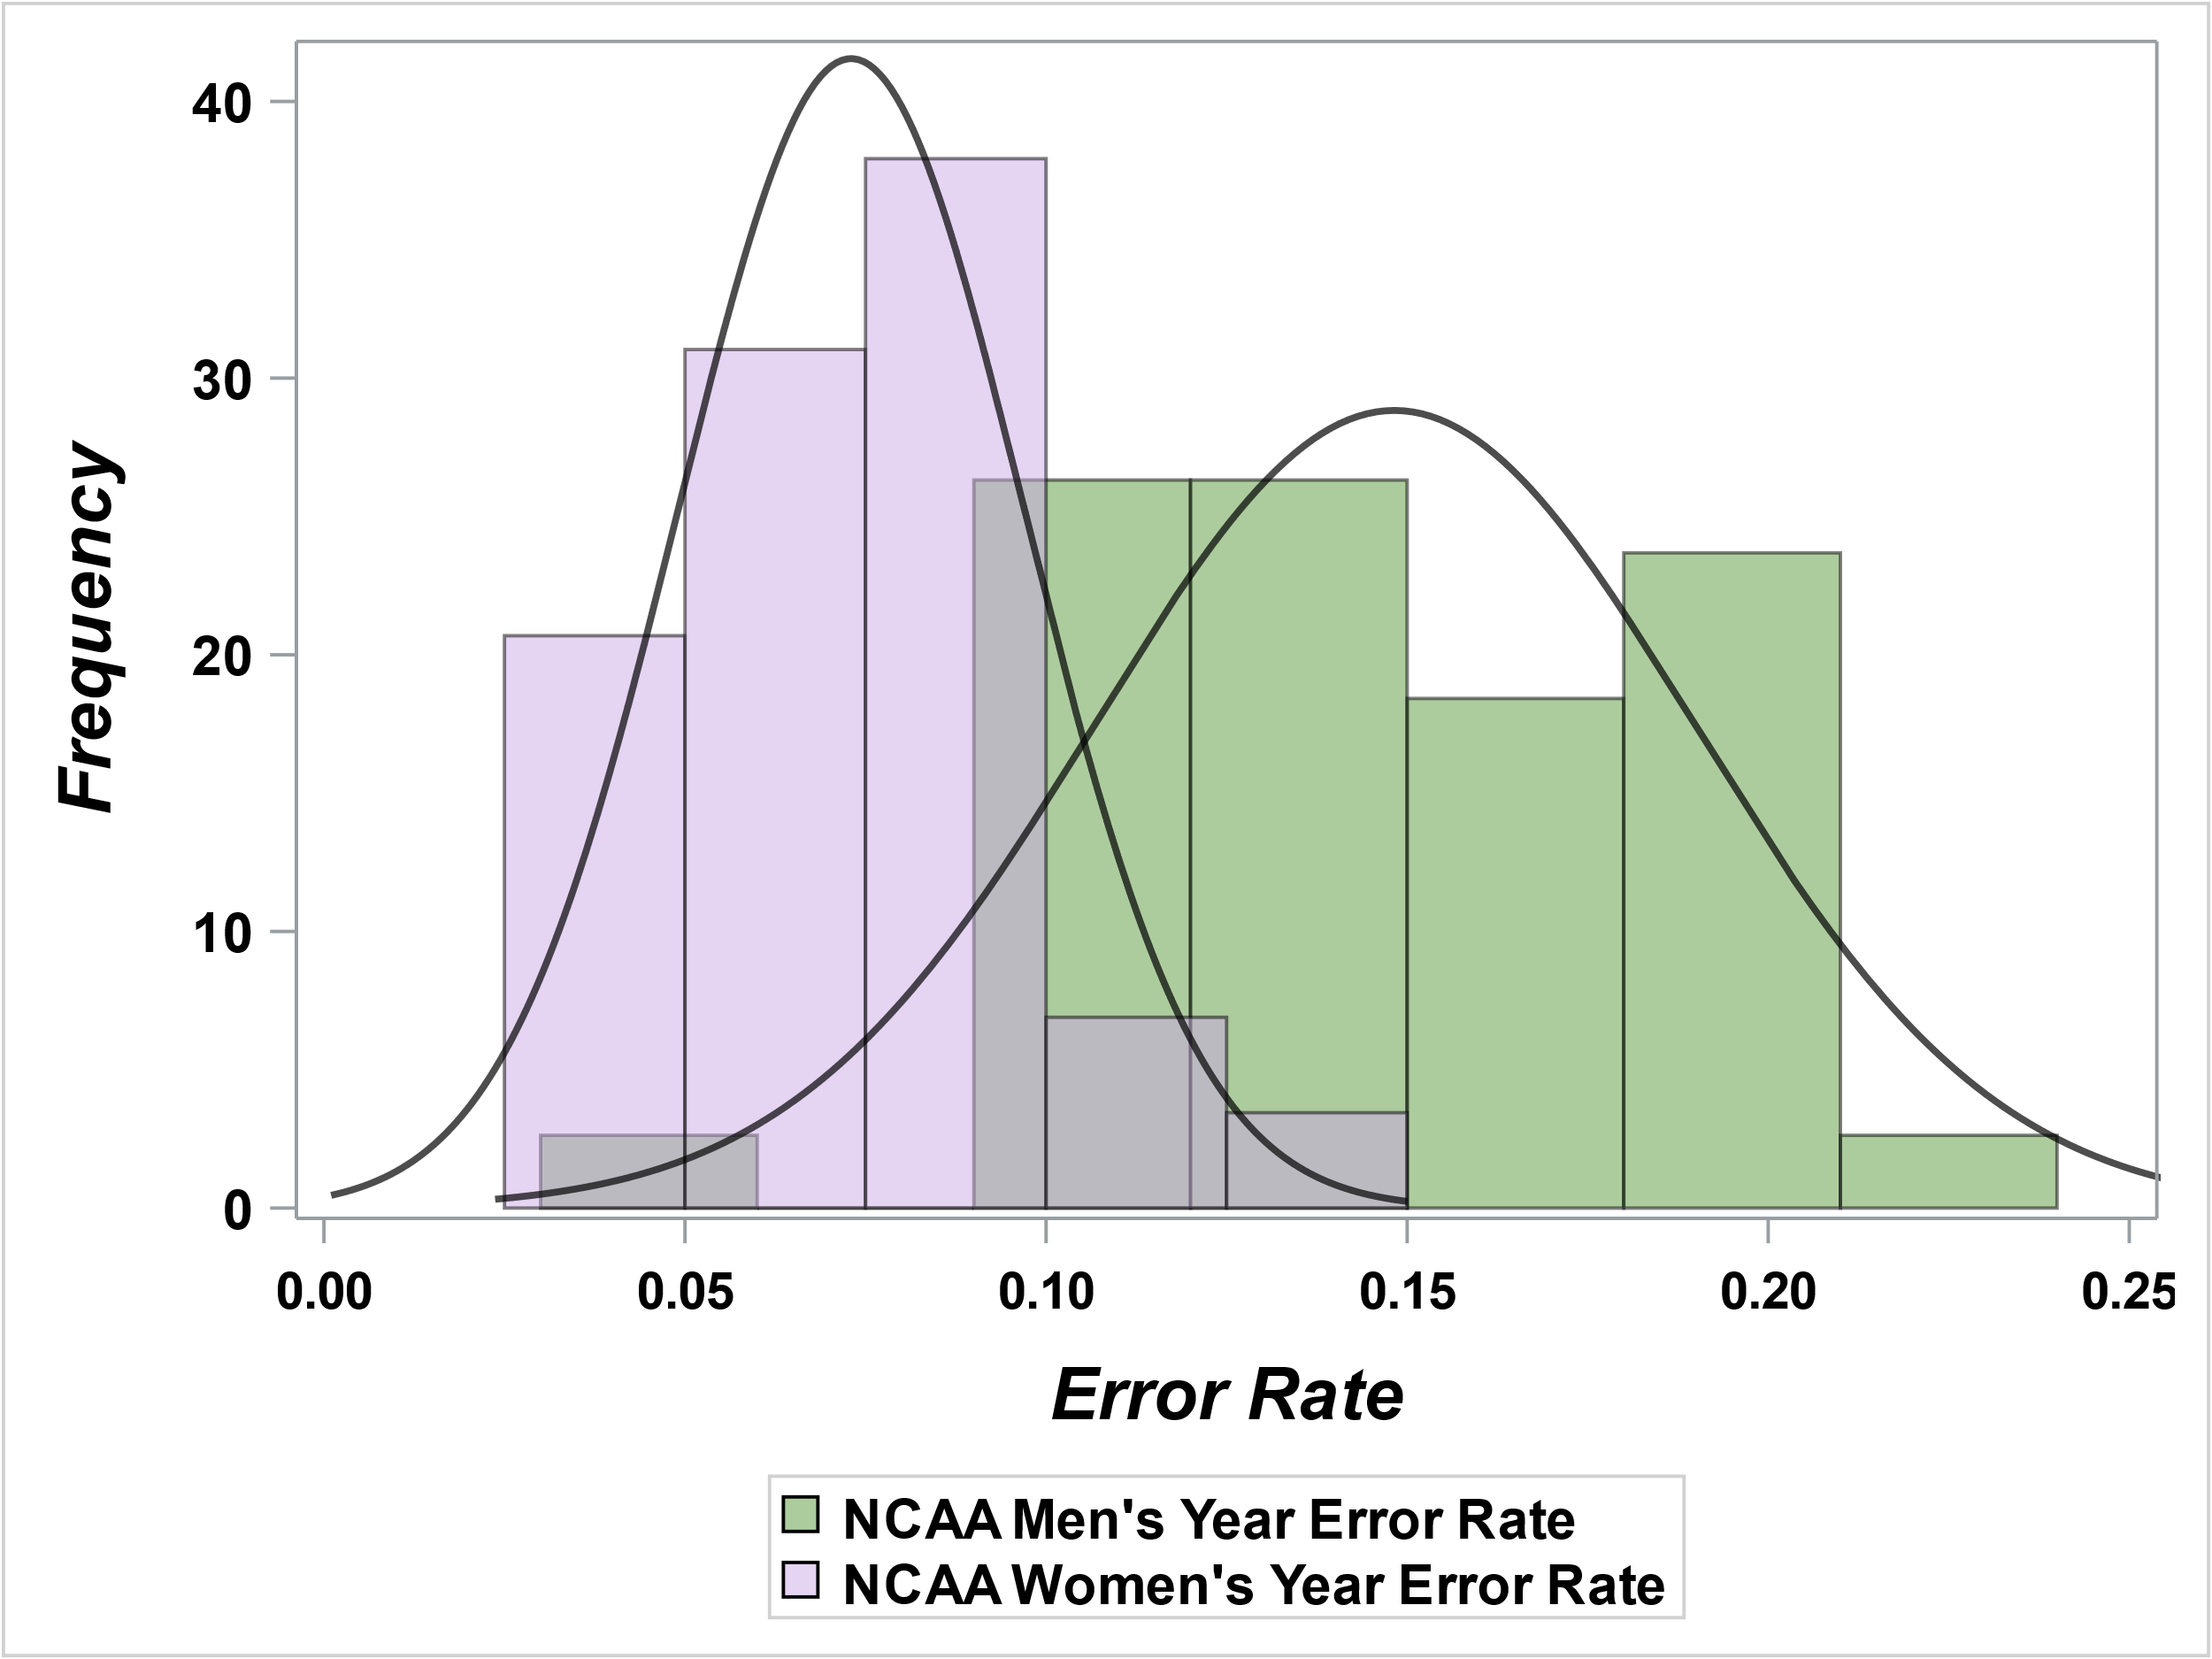 40
30
20
10
0
Frequency
0.00 0.05 0.10 0.15 0.20 0.25
Error Rate
NCAA Men's Year Error Rate
NCAA Women's Year Error Rate